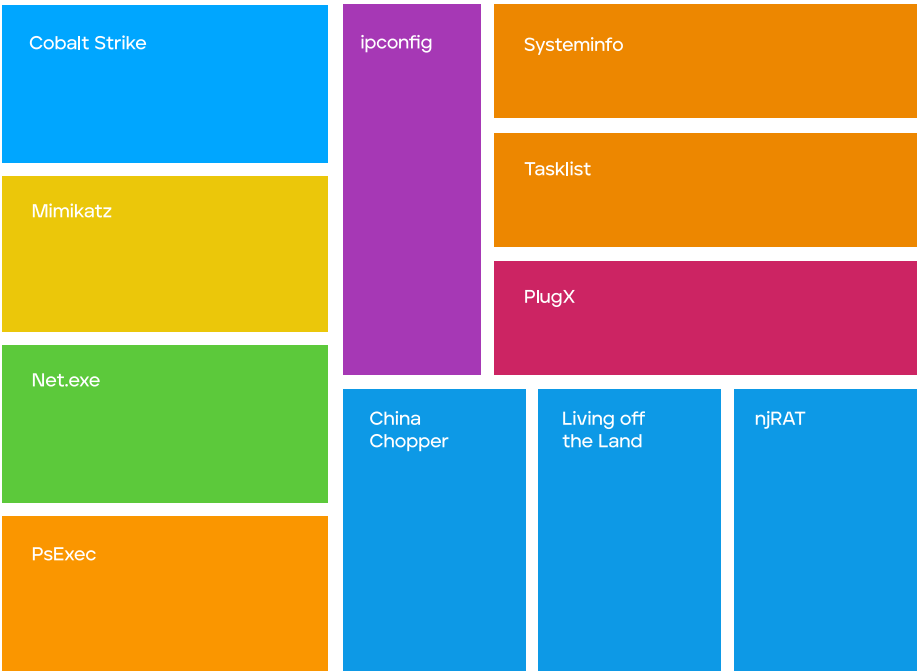 Cobalt Strike
Mimikatz
Net.exe
PsExec
ipconfig
Systeminfo
Tasklist
PlugX
China
Chopper
Living off
the Land
njRAT